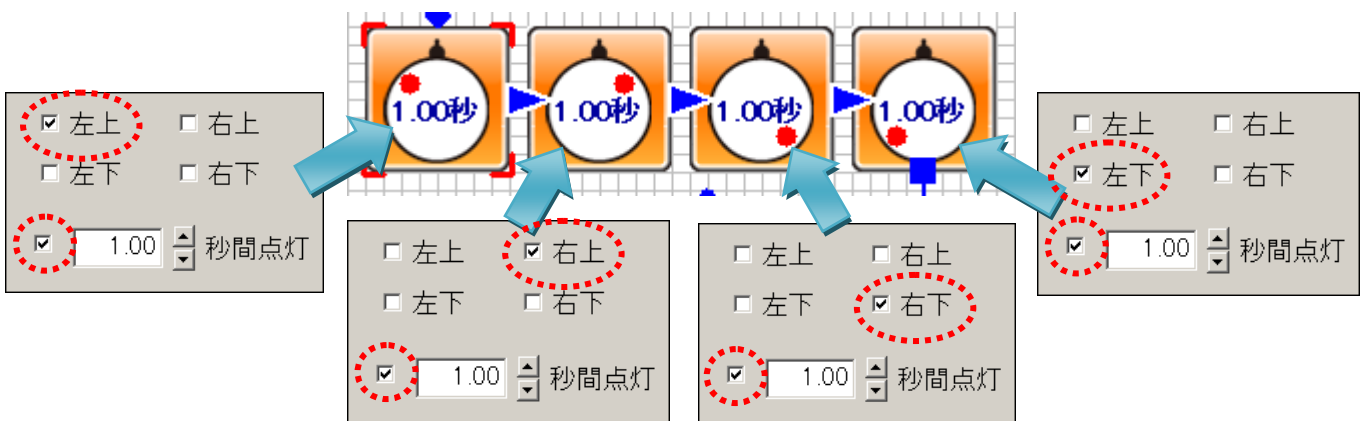 1.00秒
1.00秒
1.00秒
1.00秒
左上 右上
左下 右下
1.00 秒間点灯
左上 右上
左下 右下
1.00 秒間点灯
左上 右上
左下 右下
1.00 秒間点灯
左上 右上
左下 右下
1.00 秒間点灯